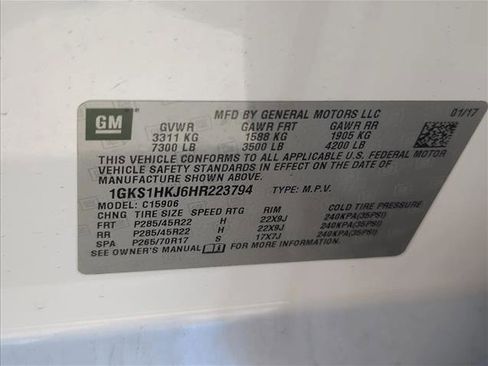 GM
MFD BY GENERAL MOTORS LLC 01/17
GVWR GAWR FRT GAWR RR
3311 KG 1588 KG 1905 KG
7300 LB 3500 LB 4200 LB
THIS VEHICLE CONFORMS TO ALL APPLICABLE U.S. FEDERAL MOTOR
VEHICLE SAFETY STANDARDS IN EFFECT ON THE DATE OF
MANUFACTURE SHOWN ABOVE.
1GKS1HKJ6HR223794 TYPE: M.P.V.
MODEL: C15906
CHNG TIRE SIZE SPEED RTG RIM COLD TIRE PRESSURE
FRT P285/45R22 H 22X9J 240KPA(35PSI)
RR P285/45R22 H 22X9J 240KPA(35PSI)
SPA P265/70R17 S 17X7J 240KPA(35PSI)
SEE OWNER'S MANUAL FOR MORE INFORMATION.